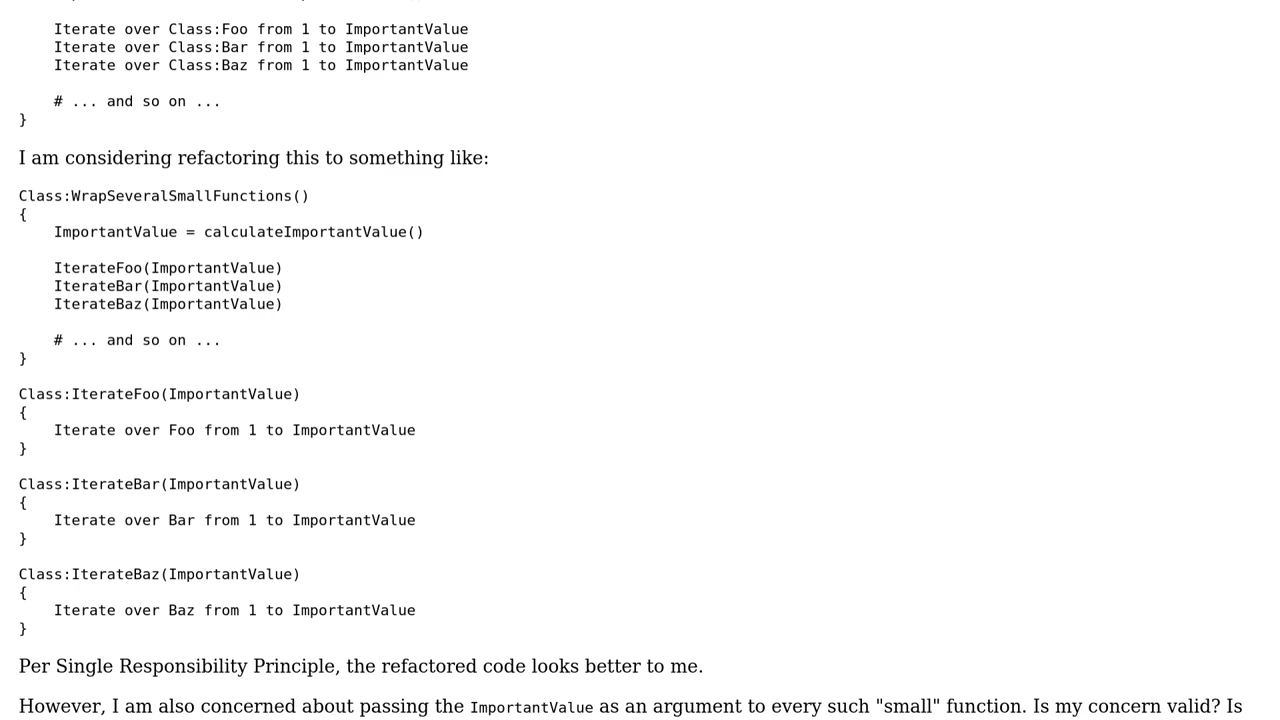 Iterate over Class:Foo from 1 to ImportantValue
Iterate over Class:Bar from 1 to ImportantValue
Iterate over Class:Baz from 1 to ImportantValue
# ... and so on ...
}
I am considering refactoring this to something like:
Class:WrapSeveralSmallFunctions()
{
ImportantValue = calculateImportantValue()
IterateFoo(ImportantValue)
IterateBar(ImportantValue)
IterateBaz(ImportantValue)
# ... and so on ...
}
Class:IterateFoo(ImportantValue)
{
Iterate over Foo from 1 to ImportantValue
}
Class:IterateBar(ImportantValue)
{
Iterate over Bar from 1 to ImportantValue
}
Class:IterateBaz(ImportantValue)
{
Iterate over Baz from 1 to ImportantValue
}
Per Single Responsibility Principle, the refactored code looks better to me.
However, I am also concerned about passing the ImportantValue as an argument to every such "small" function. Is my concern valid? Is